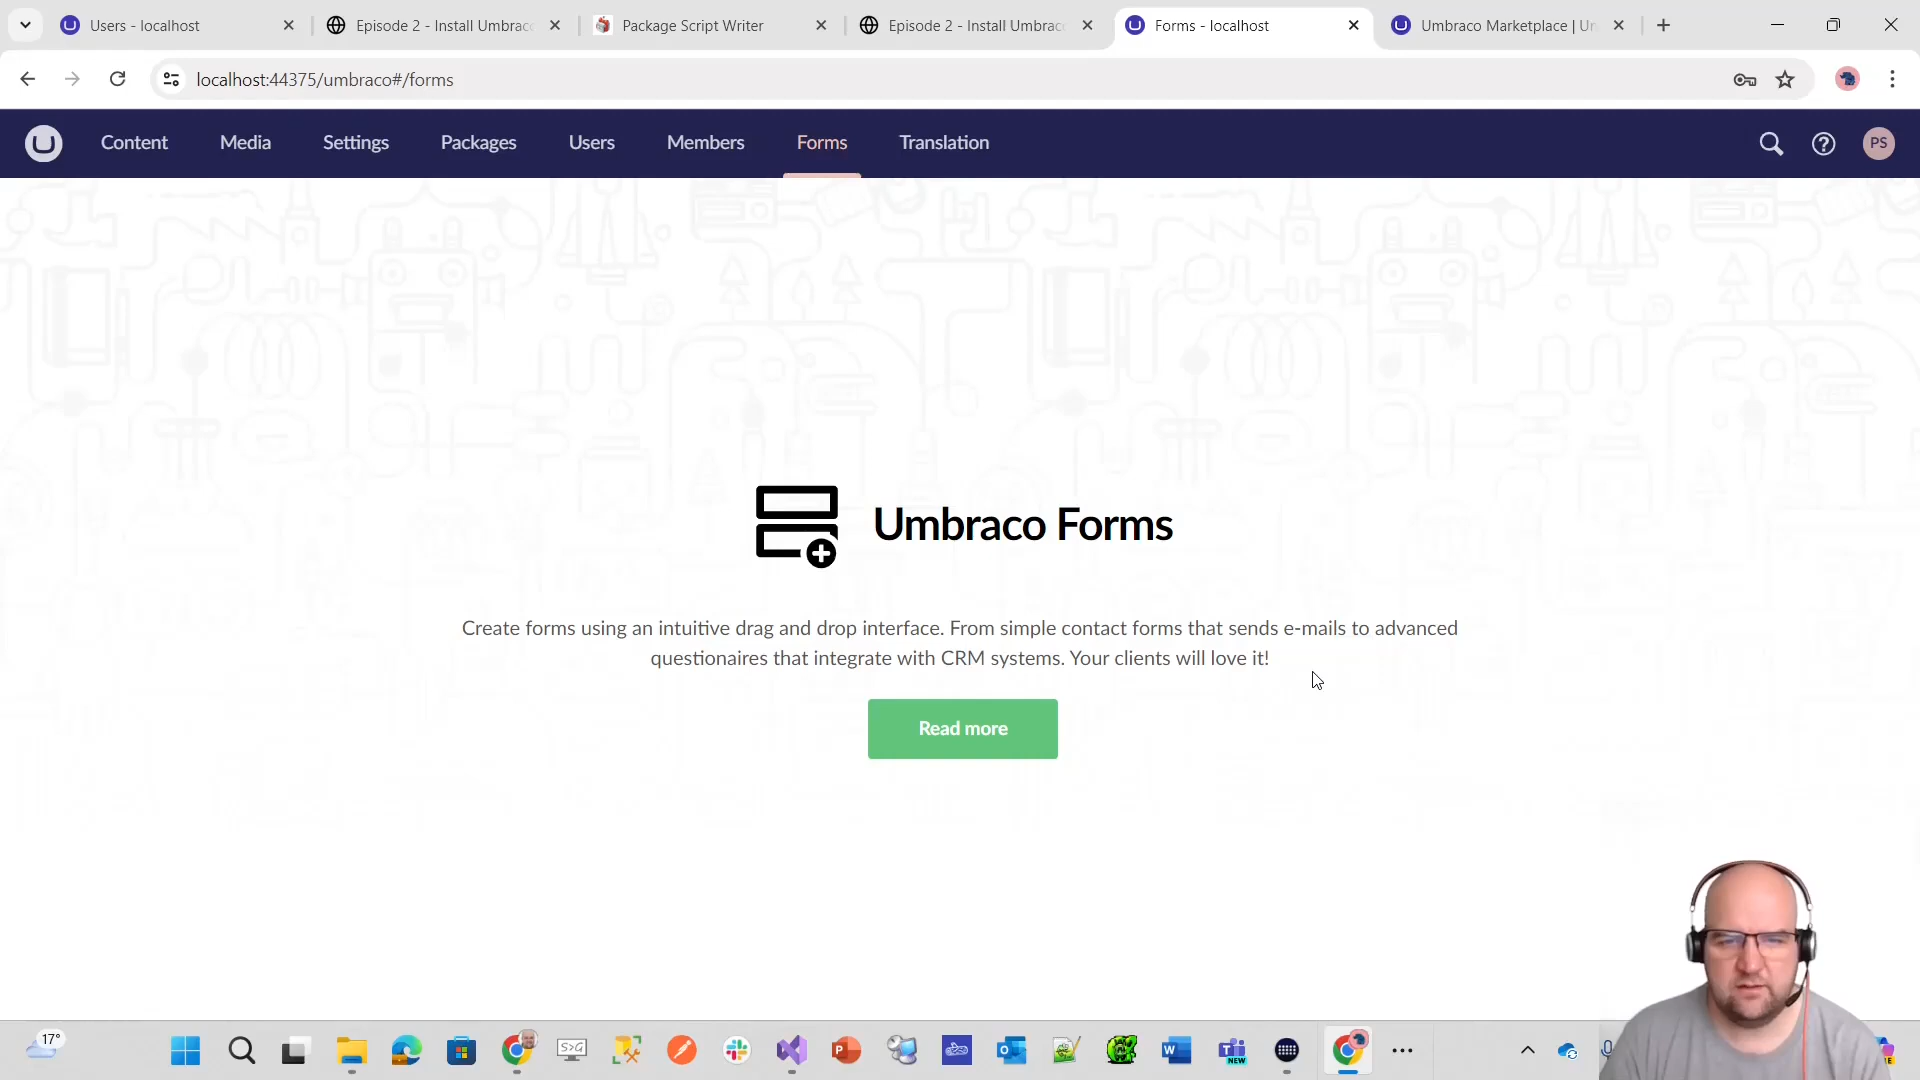 Users - localhost
Episode 2 - Install Umbrac
Package Script Writer
Episode 2 - Install Umbrac
Forms - localhost
Umbraco Marketplace | Un
localhost:44375/umbraco#/forms
Content
Media
Settings
Packages
Users
Members
Forms
Translation
PS
Umbraco Forms
Create forms using an intuitive drag and drop interface. From simple contact forms that sends e-mails to advanced
questionaires that integrate with CRM systems. Your clients will love it!
Read more
17°
S>G
NEW